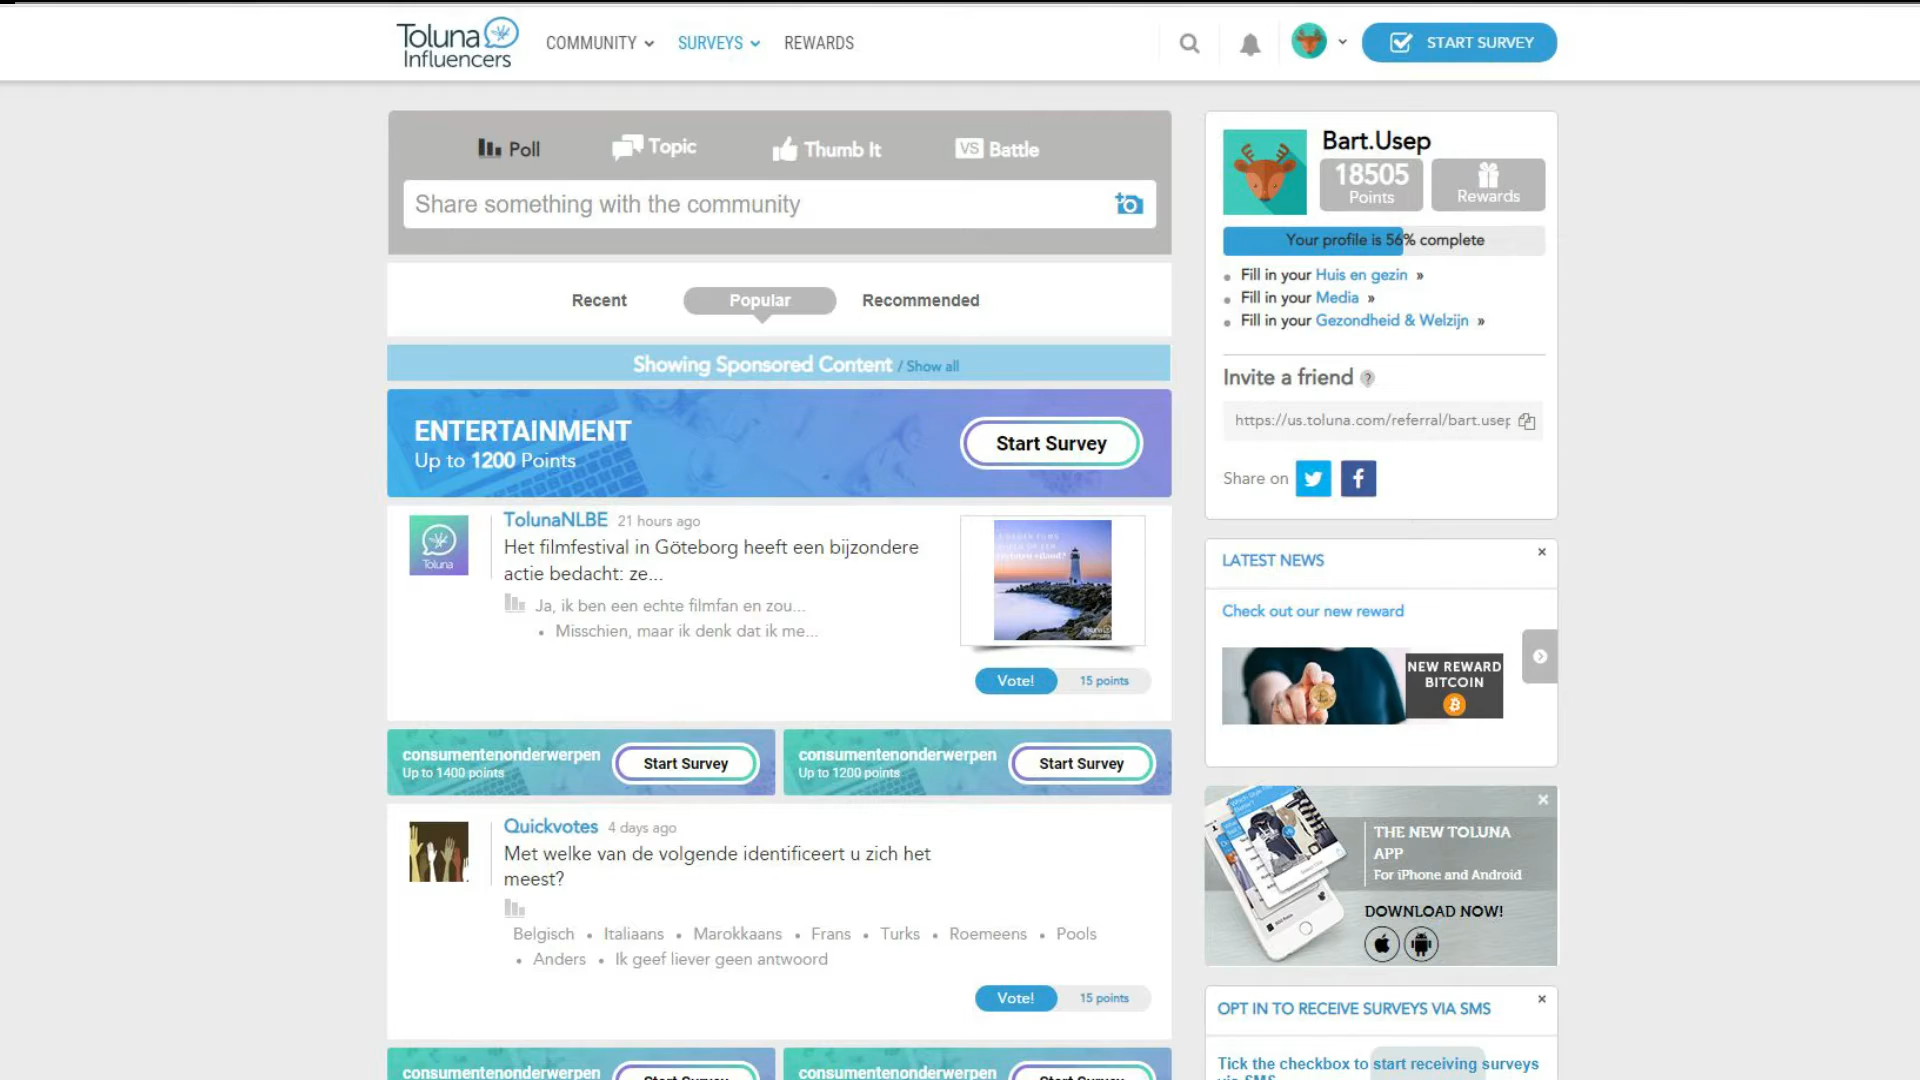 Toluna
Influencers
COMMUNITY
SURVEYS
REWARDS
START SURVEY
Poll
Topic
Thumb It
VS Battle
Share something with the community
Recent
Popular
Recommended
Showing Sponsored Content / Show all
ENTERTAINMENT
Up to 1200 Points
Start Survey
TolunaNLBE 21 hours ago
Het filmfestival in Göteborg heeft een bijzondere
actie bedacht: ze...
Ja, ik ben een echte filmfan en zou...
• Misschien, maar ik denk dat ik me...
Toluna
Vote!
15 points
consumentenonderwerpen
Up to 1400 points
Start Survey
consumentenonderwerpen
Up to 1200 points
Start Survey
Quickvotes 4 days ago
Met welke van de volgende identificeert u zich het
meest?
Belgisch • Italiaans • Marokkaans • Frans • Turks • Roemeens • Pools
• Anders • Ik geef liever geen antwoord
Vote!
15 points
consumentenonderwerpen
Start Survey
consumentenonderwerpen
Start Survey
Bart.Usep
18505
Points
Rewards
Your profile is 56% complete
• Fill in your Huis en gezin »
• Fill in your Media »
• Fill in your Gezondheid & Welzijn »
Invite a friend ?
https://us.toluna.com/referral/bart.usep
Share on
LATEST NEWS
Check out our new reward
NEW REWARD
BITCOIN
THE NEW TOLUNA
APP
For iPhone and Android
DOWNLOAD NOW!
OPT IN TO RECEIVE SURVEYS VIA SMS
Tick the checkbox to start receiving surveys
via SMS